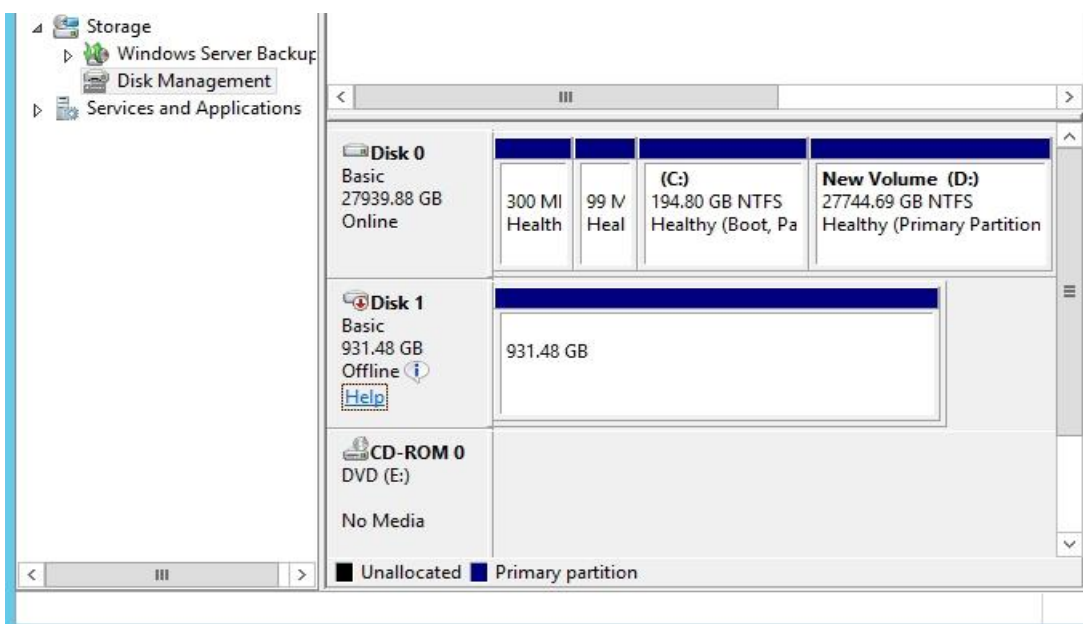 Storage
Windows Server Backup
Disk Management
Services and Applications
Disk 0
Basic
27939.88 GB
Online
300 MI
Health
99 M
Heal
(C:)
194.80 GB NTFS
Healthy (Boot, Pa
New Volume (D:)
27744.69 GB NTFS
Healthy (Primary Partition
Disk 1
Basic
931.48 GB
Offline
Help
931.48 GB
CD-ROM 0
DVD (E:)
No Media
Unallocated
Primary partition